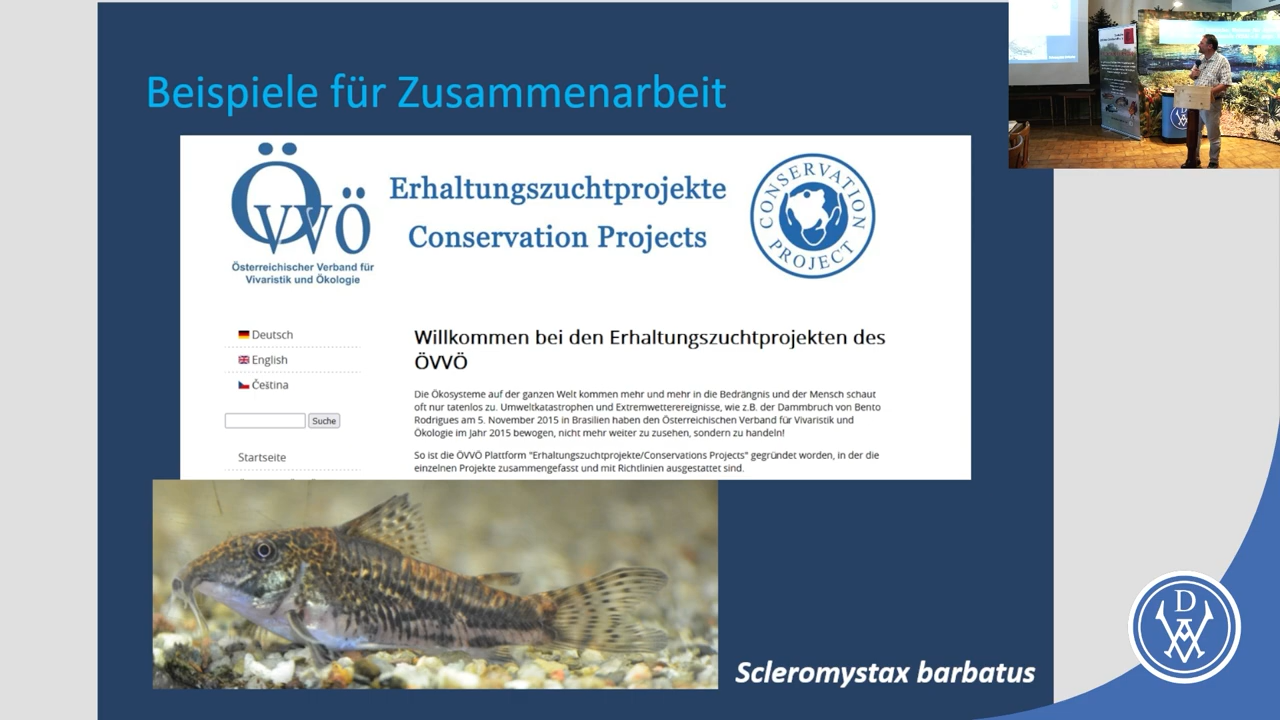 Beispiele für Zusammenarbeit
ÖVVÖ
Österreichischer Verband für
Vivaristik und Ökologie
Erhaltungszuchtprojekte
Conservation Projects
CONSERVATION
PROJECT
Deutsch
English
Čeština
Suche
Startseite
Willkommen bei den Erhaltungszuchtprojekten des
ÖVVÖ
Die Ökosysteme auf der ganzen Welt kommen mehr und mehr in die Bedrängnis und der Mensch schaut
oft nur tatenlos zu. Umweltkatastrophen und Extremwetterereignisse, wie z.B. der Dammbruch von Bento
Rodrigues am 5. November 2015 in Brasilien haben den Österreichischen Verband für Vivaristik und
Ökologie im Jahr 2015 bewogen, nicht mehr weiter zu zusehen, sondern zu handeln!
So ist die ÖVVÖ Plattform "Erhaltungszuchtprojekte/Conservations Projects" gegründet worden, in der die
einzelnen Projekte zusammengefasst und mit Richtlinien ausgestattet sind.
Scleromystax barbatus